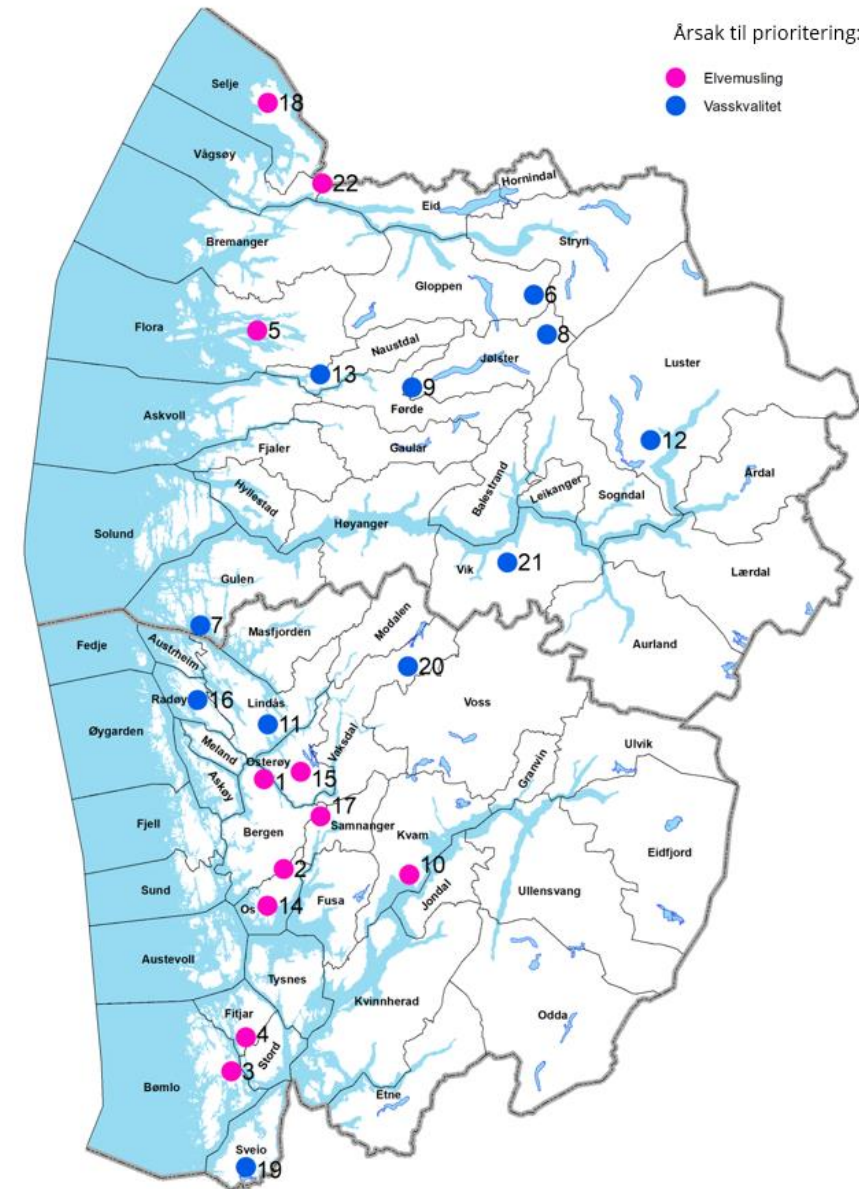 Årsak til prioritering:
Elvemusling
Vasskvalitet
Selje
18
Vågsøy
22
Hornindal
Eid
Bremanger
Stryn
Gloppen
6
Flora
5
8
Naustdal
Jølster
Luster
13
9
Askvoll
Førde
12
Fjaler
Gaular
Årdal
Hyllestad
Balestrand
Leikanger
Sogndal
Solund
Høyanger
Vik
21
Lærdal
Gulen
7
Masfjorden
Modalen
Aurland
Fedje
Austrheim
20
Radøy
16
Lindås
Voss
Øygarden
11
Meland
Vaksdal
Granvin
Ulvik
Osterøy
1
15
Askøy
17
Fjell
Bergen
Samnanger
Kvam
Eidfjord
2
10
Sund
Jondal
Ullensvang
Os
14
Fusa
Austevoll
Tysnes
Kvinnherad
Fitjar
Odda
4
Stord
3
Bømlo
Etne
Sveio
19